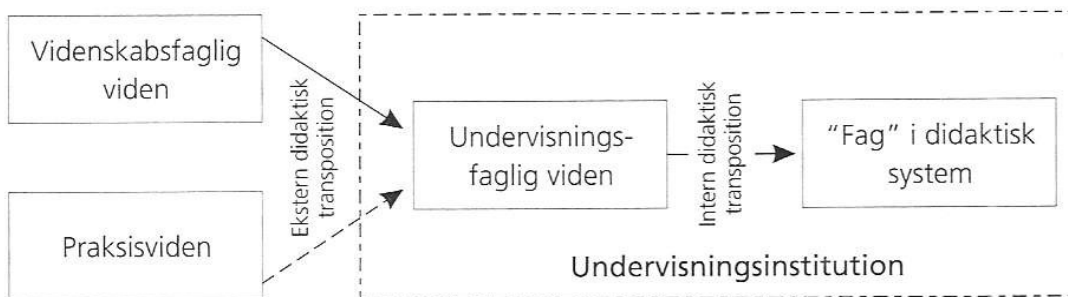 Videnskabsfaglig
viden
Praksisviden
Ekstern didaktisk
transposition
Undervisnings-
faglig viden
Intern didaktisk
transposition
“Fag” i didaktisk
system
Undervisningsinstitution